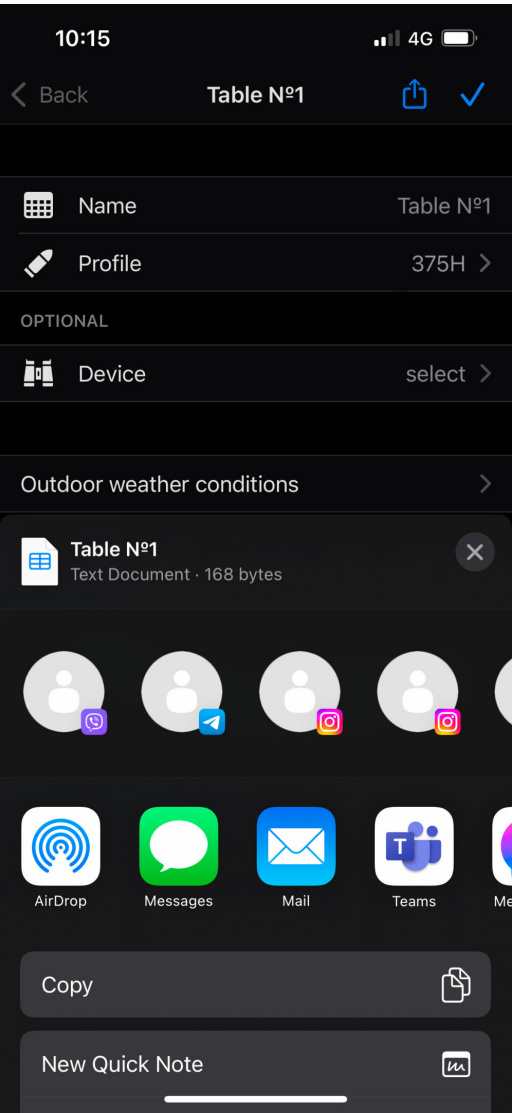 10:15
4G
Back
Table Nº1
Name
Table Nº1
Profile
375H
OPTIONAL
Device
select
Outdoor weather conditions
Table Nº1
Text Document · 168 bytes
AirDrop
Messages
Mail
Teams
Me
Copy
New Quick Note